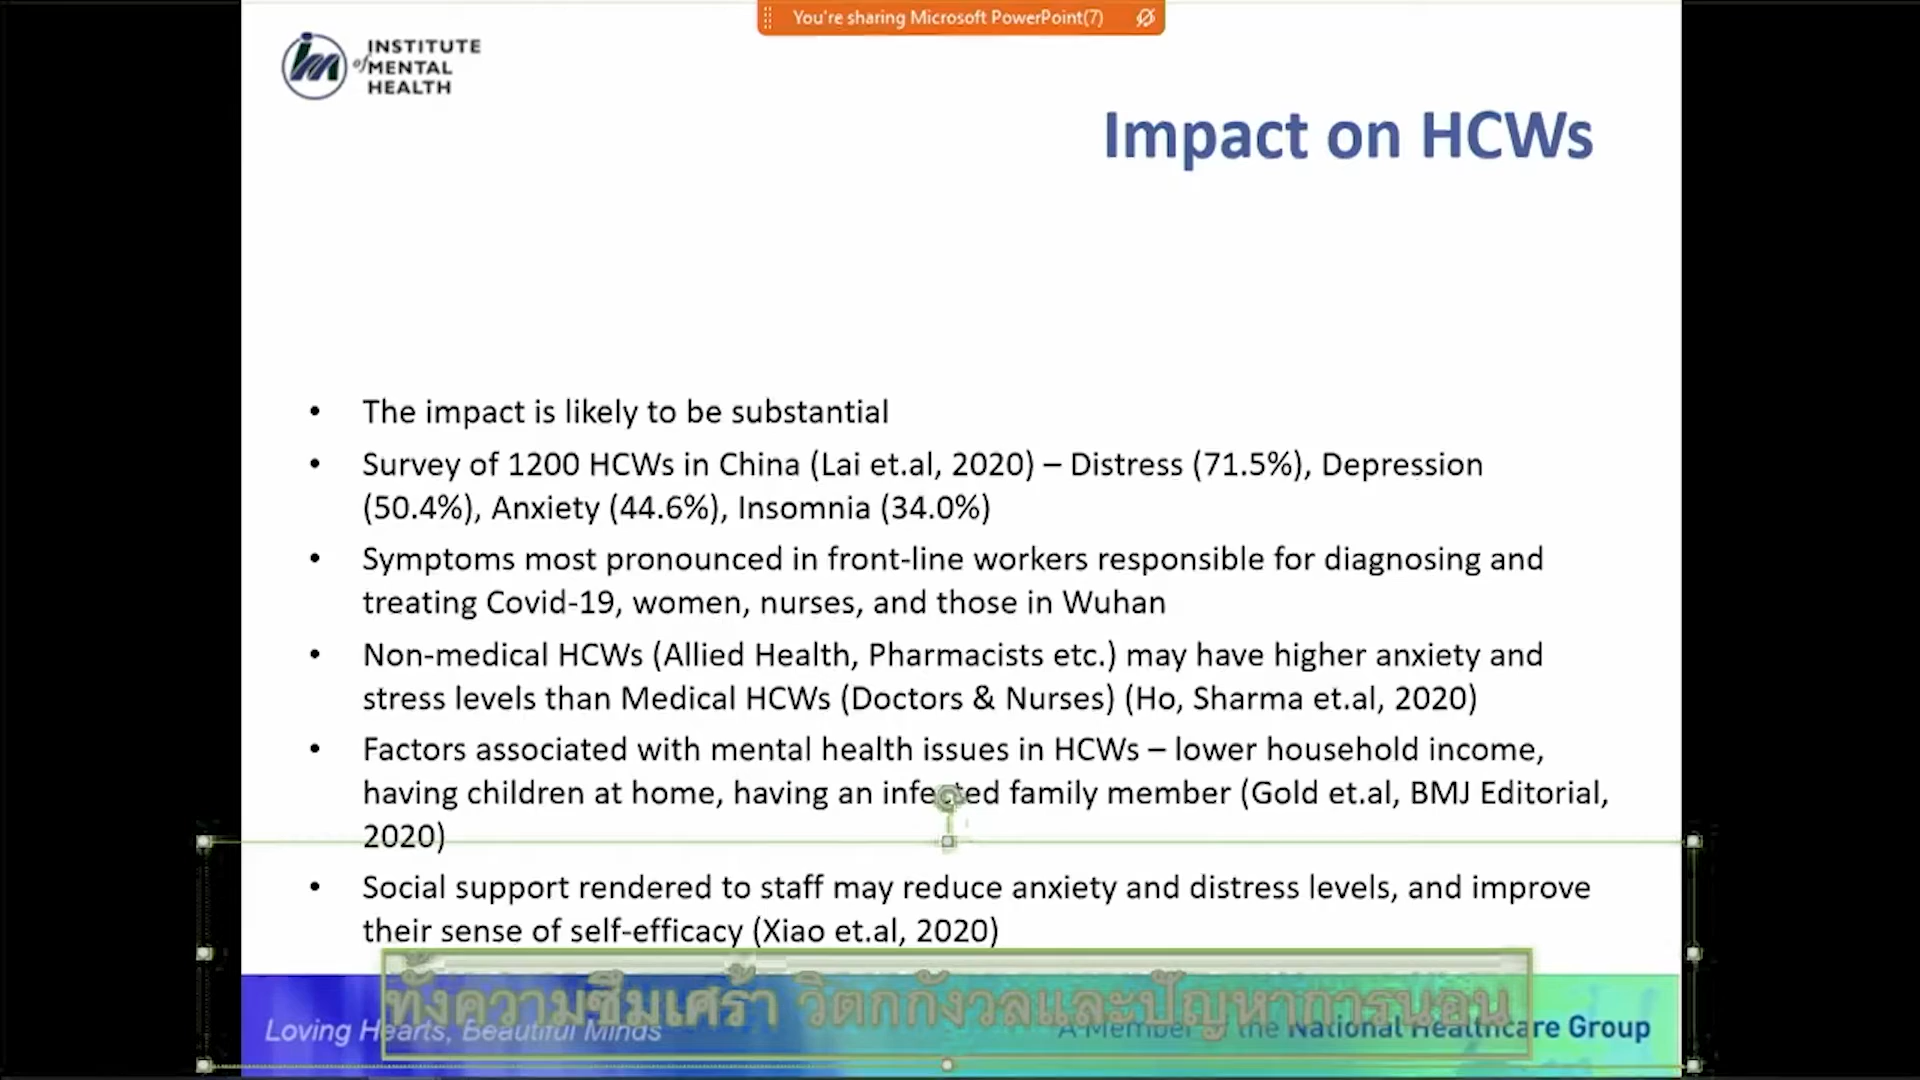 You're sharing Microsoft PowerPoint(7)
INSTITUTE
of MENTAL
HEALTH
Impact on HCWs
• The impact is likely to be substantial
• Survey of 1200 HCWs in China (Lai et.al, 2020) – Distress (71.5%), Depression
(50.4%), Anxiety (44.6%), Insomnia (34.0%)
• Symptoms most pronounced in front-line workers responsible for diagnosing and
treating Covid-19, women, nurses, and those in Wuhan
• Non-medical HCWs (Allied Health, Pharmacists etc.) may have higher anxiety and
stress levels than Medical HCWs (Doctors & Nurses) (Ho, Sharma et.al, 2020)
• Factors associated with mental health issues in HCWs – lower household income,
having children at home, having an infected family member (Gold et.al, BMJ Editorial,
2020)
• Social support rendered to staff may reduce anxiety and distress levels, and improve
their sense of self-efficacy (Xiao et.al, 2020)
ทั้งความซึมเศร้า วิตกกังวลและปัญหาการนอน
Loving Hearts, Beautiful Minds
A Member of the National Healthcare Group